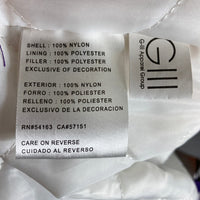 SHELL : 100% NYLON
LINING : 100% POLYESTER
FILLER : 100% POLYESTER
EXCLUSIVE OF DECORATION
EXTERIOR : 100% NYLON
FORRO : 100% POLIESTER
RELLENO : 100% POLIESTER
EXCLUSIVO DE DECORACION
RN#54163 CA#57151
CARE ON REVERSE
CUIDADO AL REVERSO
GIII
G-III Apparel Group